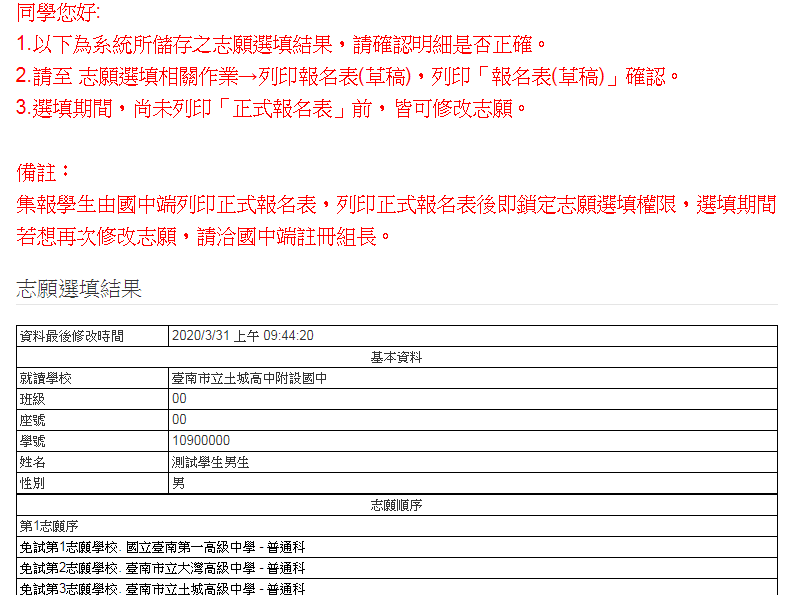 同學您好:
1.以下為系統所儲存之志願選填結果，請確認明細是否正確。
2.請至 志願選填相關作業→列印報名表(草稿)，列印「報名表(草稿)」確認。
3.選填期間，尚未列印「正式報名表」前，皆可修改志願。
備註：
集報學生由國中端列印正式報名表，列印正式報名表後即鎖定志願選填權限，選填期間
若想再次修改志願，請洽國中端註冊組長。
志願選填結果
資料最後修改時間 2020/3/31 上午 09:44:20
基本資料
就讀學校 臺南市立土城高中附設國中
班級 00
座號 00
學號 10900000
姓名 測試學生男生
性別 男
志願順序
第1志願序
免試第1志願學校. 國立臺南第一高級中學 - 普通科
免試第2志願學校. 臺南市立大灣高級中學 - 普通科
免試第3志願學校. 臺南市立土城高級中學 - 普通科